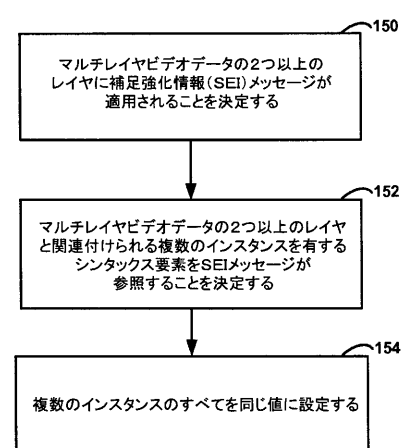 150
マルチレイヤビデオデータの2つ以上の
レイヤに補足強化情報(SEI)メッセージが
適用されることを決定する
152
マルチレイヤビデオデータの2つ以上のレイヤ
と関連付けられる複数のインスタンスを有する
シンタックス要素をSEIメッセージが
参照することを決定する
154
複数のインスタンスのすべてを同じ値に設定する